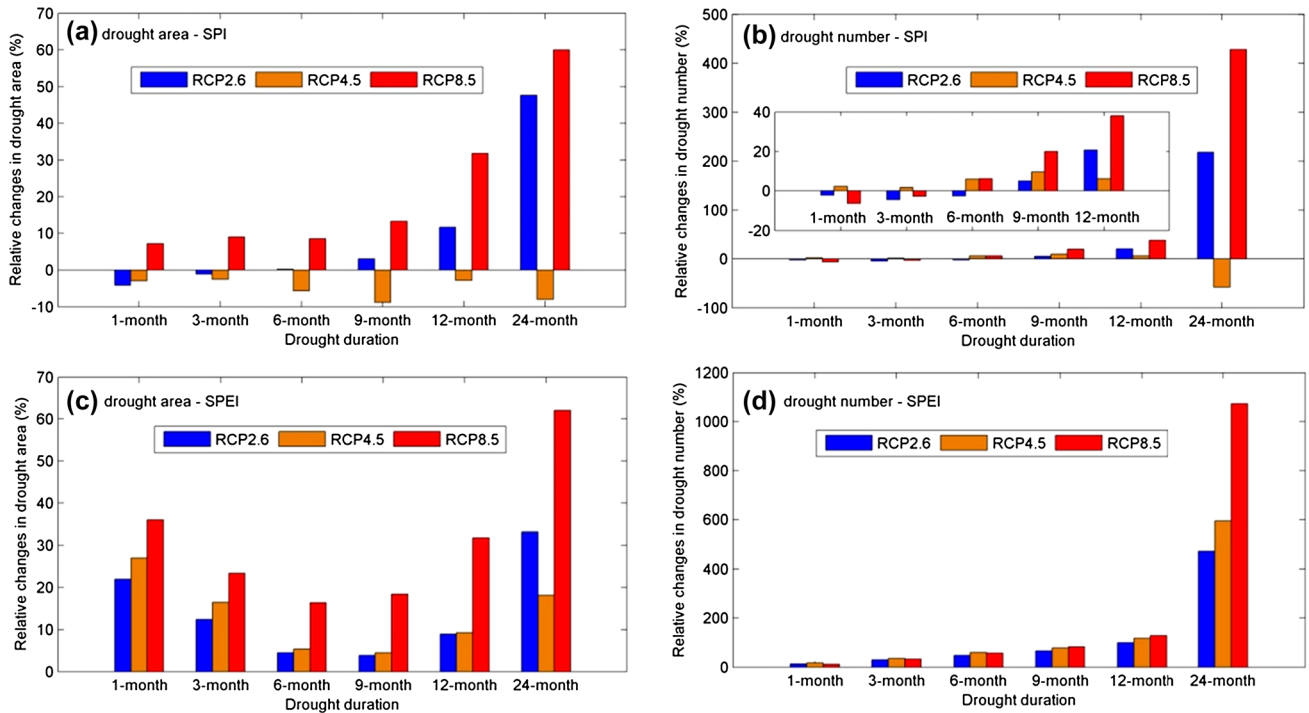 (a) drought area - SPI
RCP2.6 RCP4.5 RCP8.5
Relative changes in drought area (%)
70
60
50
40
30
20
10
0
-10
1-month 3-month 6-month 9-month 12-month 24-month
Drought duration
(b) drought number - SPI
RCP2.6 RCP4.5 RCP8.5
Relative changes in drought number (%)
500
400
300
200
100
0
-100
40
20
0
-20
1-month 3-month 6-month 9-month 12-month
1-month 3-month 6-month 9-month 12-month 24-month
Drought duration
(c) drought area - SPEI
RCP2.6 RCP4.5 RCP8.5
Relative changes in drought area (%)
70
60
50
40
30
20
10
0
1-month 3-month 6-month 9-month 12-month 24-month
Drought duration
(d) drought number - SPEI
RCP2.6 RCP4.5 RCP8.5
Relative changes in drought number (%)
1200
1000
800
600
400
200
0
1-month 3-month 6-month 9-month 12-month 24-month
Drought duration